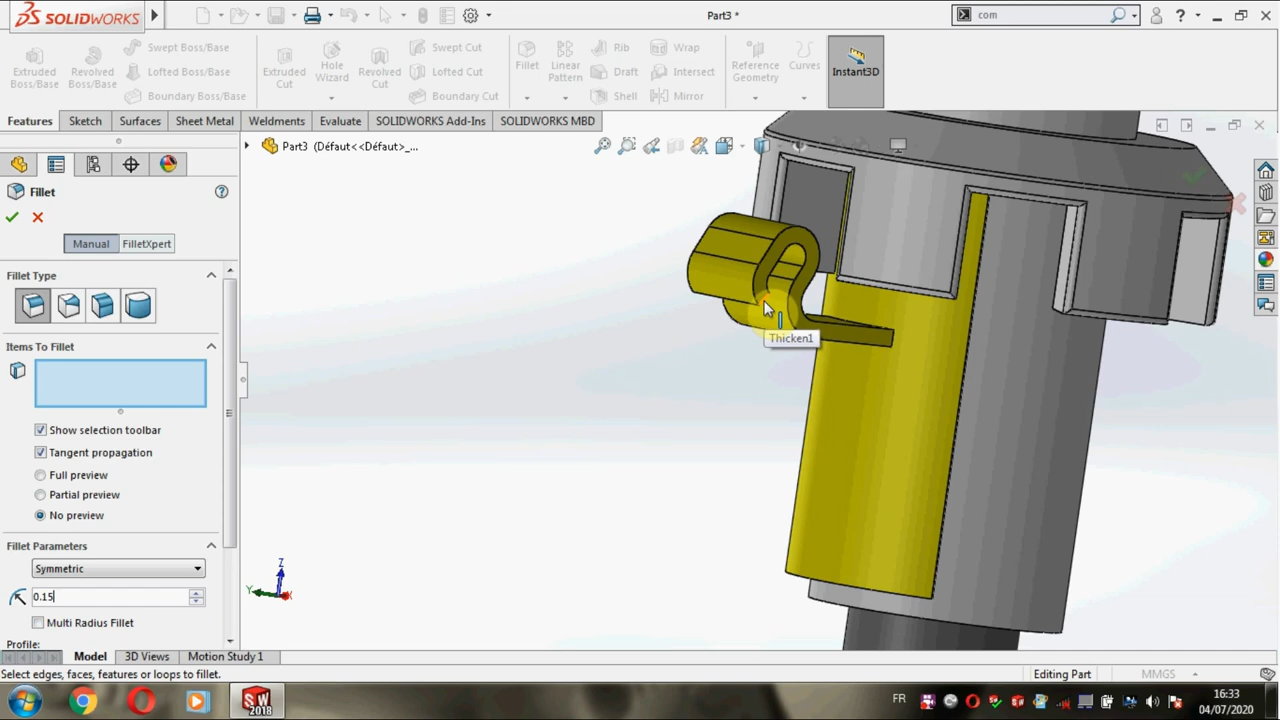 SOLIDWORKS
Part3 *
com
Extruded Boss/Base
Revolved Boss/Base
Swept Boss/Base
Lofted Boss/Base
Boundary Boss/Base
Extruded Cut
Hole Wizard
Revolved Cut
Swept Cut
Lofted Cut
Boundary Cut
Fillet
Linear Pattern
Rib
Draft
Shell
Wrap
Intersect
Mirror
Reference Geometry
Curves
Instant3D
Features
Sketch
Surfaces
Sheet Metal
Weldments
Evaluate
SOLIDWORKS Add-Ins
SOLIDWORKS MBD
Part3 (Défaut<<Défaut>_...
Fillet
Manual
FilletXpert
Fillet Type
Items To Fillet
Show selection toolbar
Tangent propagation
Full preview
Partial preview
No preview
Fillet Parameters
Symmetric
0.15
Multi Radius Fillet
Profile:
Thicken1
Z
Y
X
Model
3D Views
Motion Study 1
Select edges, faces, features or loops to fillet.
Editing Part
MMGS
SW
2018
FR
16:33
04/07/2020